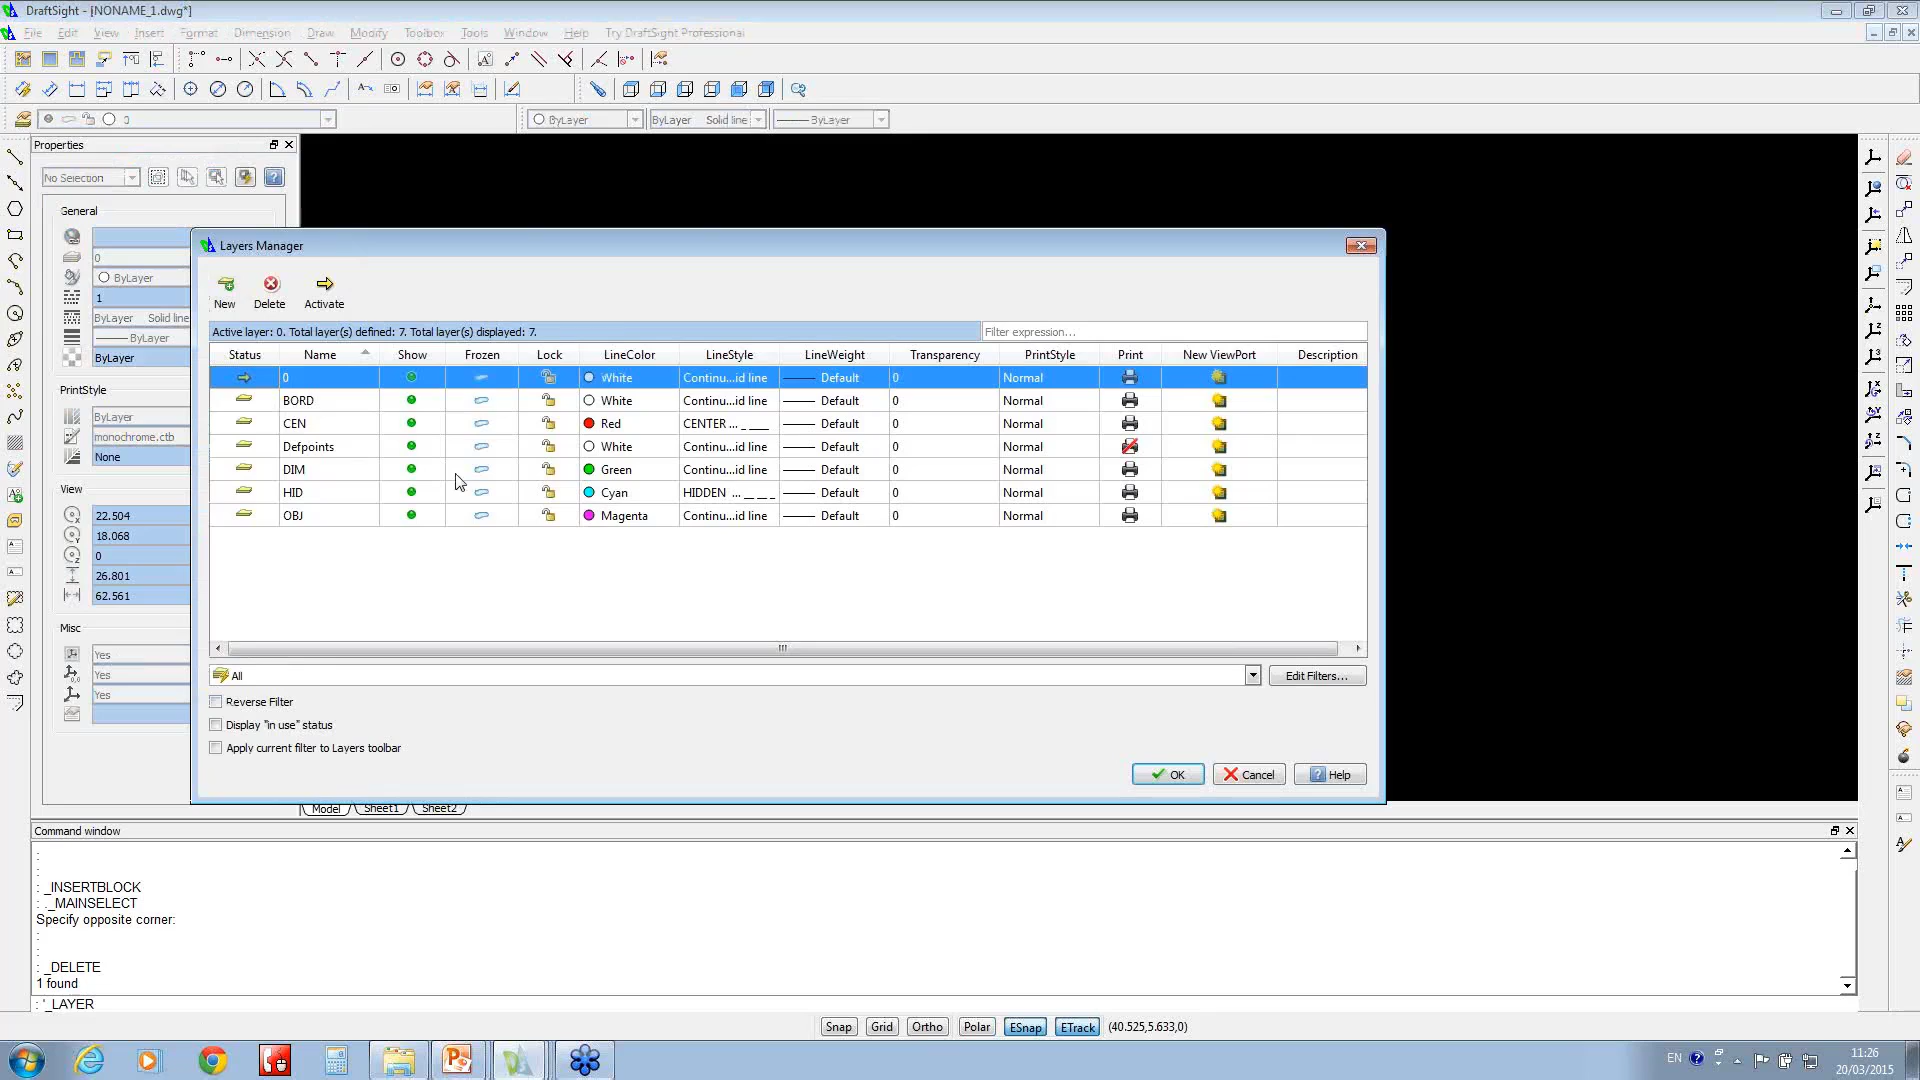 DraftSight - [NONAME_1.dwg*]
File Edit View Insert Format Dimension Draw Modify Toolbox Tools Window Help Try DraftSight Professional
0 ByLayer ByLayer Solid line ByLayer
Properties
No Selection
General
0
ByLayer
1
ByLayer Solid line
ByLayer
ByLayer
PrintStyle
ByLayer
monochrome.ctb
None
View
22.504
18.068
0
26.801
62.561
Misc
Yes
Yes
Yes
Layers Manager
New Delete Activate
Active layer: 0. Total layer(s) defined: 7. Total layer(s) displayed: 7. Filter expression...
Status Name Show Frozen Lock LineColor LineStyle LineWeight Transparency PrintStyle Print New ViewPort Description
0 White Continu...id line Default 0 Normal
BORD White Continu...id line Default 0 Normal
CEN Red CENTER ... _ ___ Default 0 Normal
Defpoints White Continu...id line Default 0 Normal
DIM Green Continu...id line Default 0 Normal
HID Cyan HIDDEN ... __ __ _ Default 0 Normal
OBJ Magenta Continu...id line Default 0 Normal
All Edit Filters...
Reverse Filter
Display "in use" status
Apply current filter to Layers toolbar
OK Cancel Help
Model Sheet1 Sheet2
Command window
:
:
: _INSERTBLOCK
: ._MAINSELECT
Specify opposite corner:
:
:
: _DELETE
1 found
: '_LAYER
Snap Grid Ortho Polar ESnap ETrack (40.525,5.633,0)
EN 11:26
20/03/2015